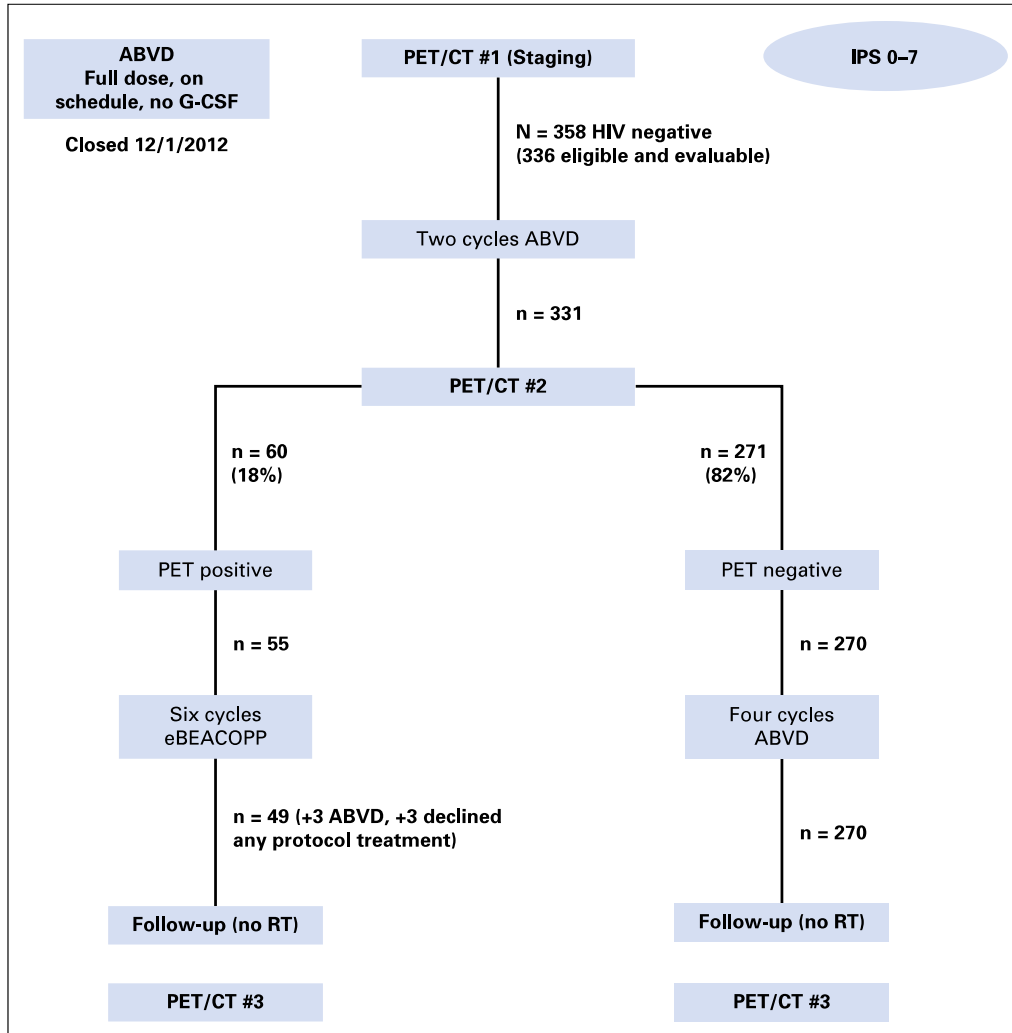 ABVD
Full dose, on
schedule, no G-CSF
Closed 12/1/2012
PET/CT #1 (Staging)
IPS 0–7
N = 358 HIV negative
(336 eligible and evaluable)
Two cycles ABVD
n = 331
PET/CT #2
n = 60
(18%)
n = 271
(82%)
PET positive
PET negative
n = 55
n = 270
Six cycles
eBEACOPP
Four cycles
ABVD
n = 49 (+3 ABVD, +3 declined
any protocol treatment)
n = 270
Follow-up (no RT)
Follow-up (no RT)
PET/CT #3
PET/CT #3